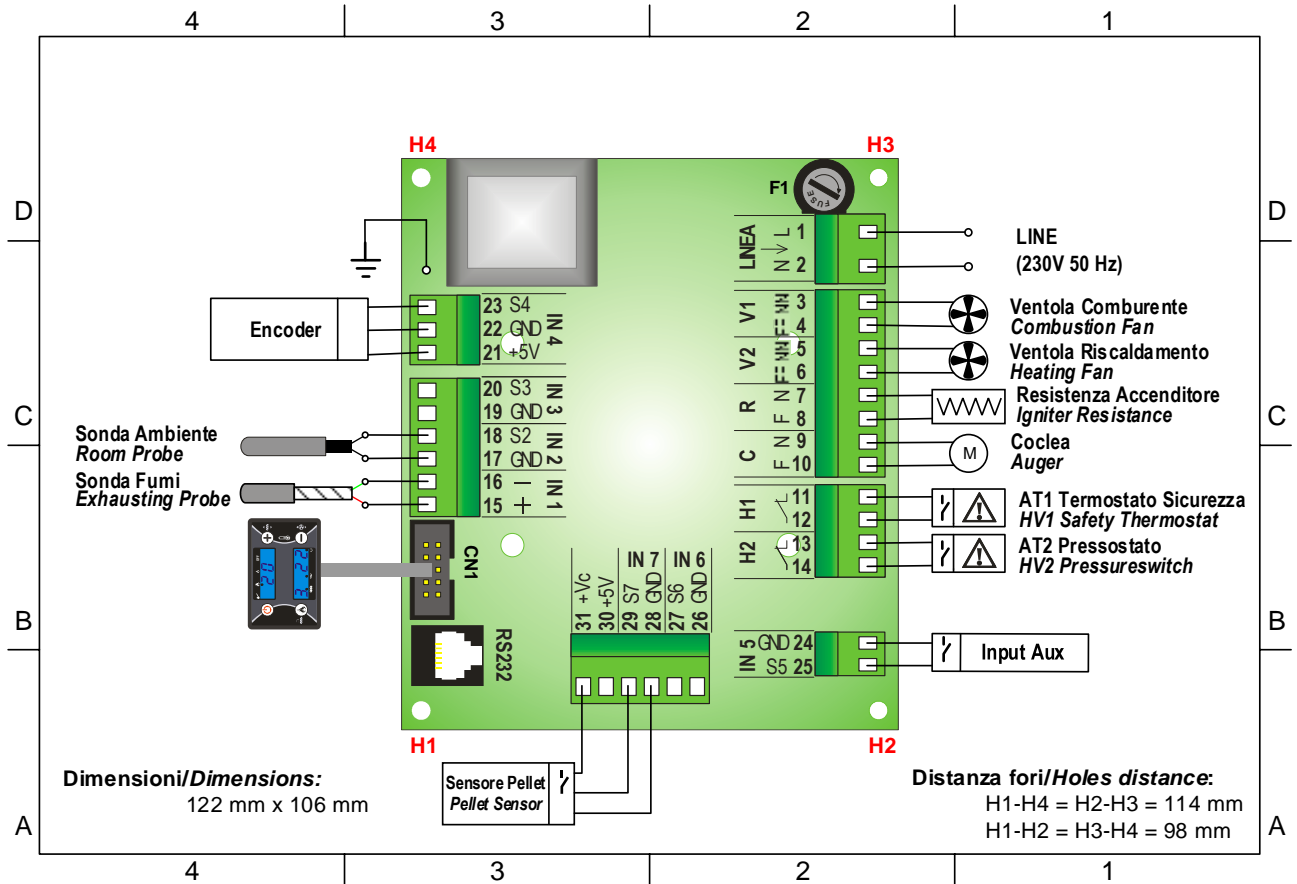 4 3 2 1
H4 H3
F1
FUSE
D D
LINEA
L 1
N 2
LINE
(230V 50 Hz)
Encoder
23 S4
22 GND
21 +5V
IN 4
V1
N 3
F 4
Ventola Comburente
Combustion Fan
V2
N 5
F 6
Ventola Riscaldamento
Heating Fan
20 S3
19 GND
IN 3
R
N 7
F 8
Resistenza Accenditore
Igniter Resistance
C C
Sonda Ambiente
Room Probe
18 S2
17 GND
IN 2
C
N 9
F 10
M
Coclea
Auger
Sonda Fumi
Exhausting Probe
16 –
15 +
IN 1
H1
11
12
AT1 Termostato Sicurezza
HV1 Safety Thermostat
H2
13
14
AT2 Pressostato
HV2 Pressureswitch
CN1
IN 7 IN 6
31 +Vc
30 +5V
29 S7
28 GND
27 S6
26 GND
B B
RS232
IN 5
GND 24
S5 25
Input Aux
H1 H2
Sensore Pellet
Pellet Sensor
Dimensioni/Dimensions:
122 mm x 106 mm
Distanza fori/Holes distance:
H1-H4 = H2-H3 = 114 mm
H1-H2 = H3-H4 = 98 mm
A A
4 3 2 1